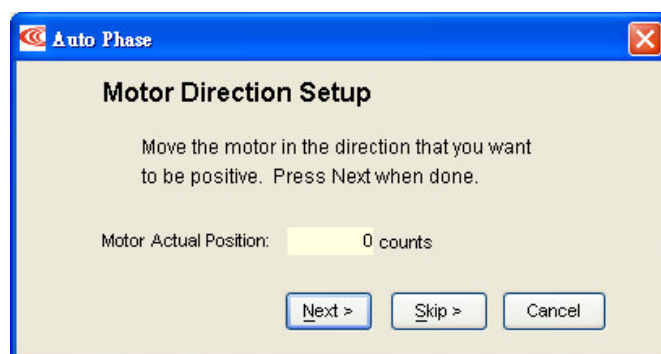 Auto Phase
Motor Direction Setup
Move the motor in the direction that you want
to be positive. Press Next when done.
Motor Actual Position: 0 counts
Next > Skip > Cancel